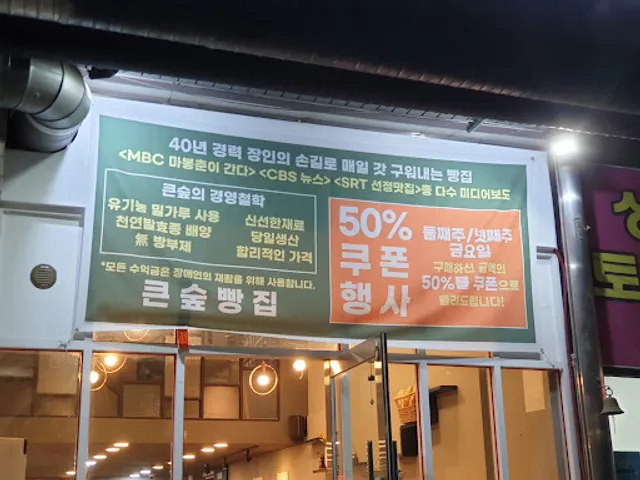 40년 경력 장인의 손길로 매일 갓 구워내는 빵집
<MBC 마봉춘이 간다> <CBS 뉴스> <SRT 선정맛집>등 다수 미디어보도
큰숲의 경영철학
유기농 밀가루 사용
천연발효종 배양
無 방부제
신선한재료
당일생산
합리적인 가격
*모든 수익금은 장애인의 재활을 위해 사용합니다.
큰숲빵집
50%
쿠폰
행사
둘째주/넷째주
금요일
구매하신 금액의
50%를 쿠폰으로
돌려드립니다!
토